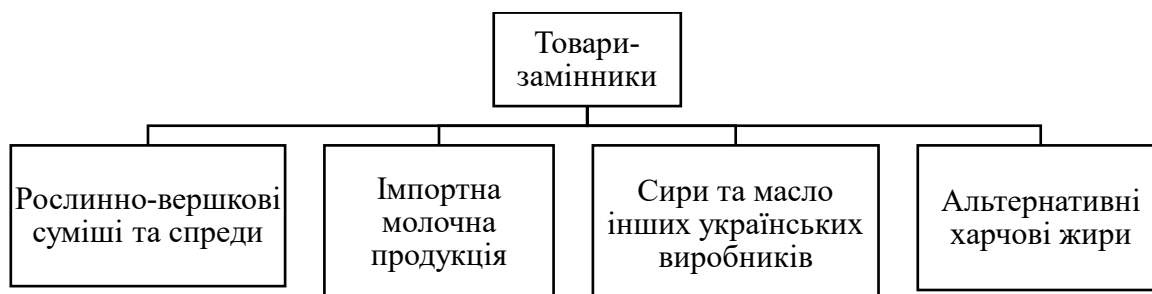 Товари-
замінники
Рослинно-вершкові
суміші та спреди
Імпортна
молочна
продукція
Сири та масло
інших українських
виробників
Альтернативні
харчові жири